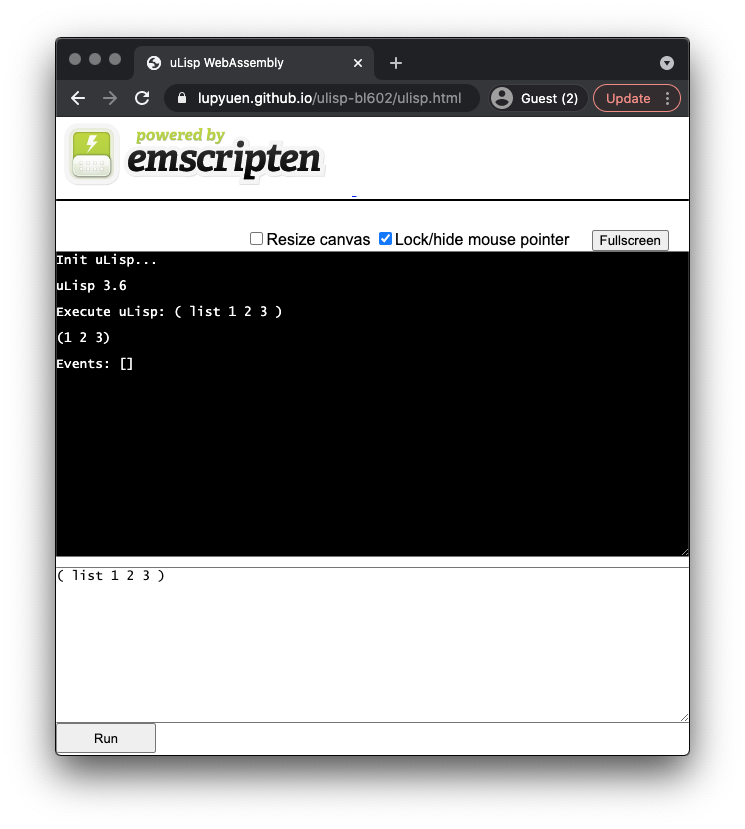 uLisp WebAssembly
lupyuen.github.io/ulisp-bl602/ulisp.html
Guest (2)
Update
powered by
emscripten
Resize canvas
Lock/hide mouse pointer
Fullscreen
Init uLisp...
uLisp 3.6
Execute uLisp: ( list 1 2 3 )
(1 2 3)
Events: []
( list 1 2 3 )
Run